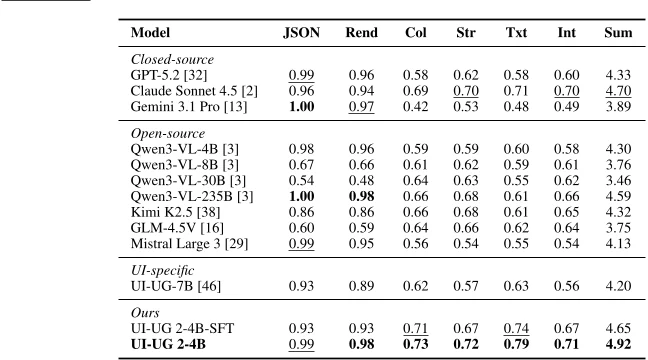 Model JSON Rend Col Str Txt Int Sum
Closed-source
GPT-5.2 [32] 0.99 0.96 0.58 0.62 0.58 0.60 4.33
Claude Sonnet 4.5 [2] 0.96 0.94 0.69 0.70 0.71 0.70 4.70
Gemini 3.1 Pro [13] 1.00 0.97 0.42 0.53 0.48 0.49 3.89
Open-source
Qwen3-VL-4B [3] 0.98 0.96 0.59 0.59 0.60 0.58 4.30
Qwen3-VL-8B [3] 0.67 0.66 0.61 0.62 0.59 0.61 3.76
Qwen3-VL-30B [3] 0.54 0.48 0.64 0.63 0.55 0.62 3.46
Qwen3-VL-235B [3] 1.00 0.98 0.66 0.68 0.61 0.66 4.59
Kimi K2.5 [38] 0.86 0.86 0.66 0.68 0.61 0.65 4.32
GLM-4.5V [16] 0.60 0.59 0.64 0.66 0.62 0.64 3.75
Mistral Large 3 [29] 0.99 0.95 0.56 0.54 0.55 0.54 4.13
UI-specific
UI-UG-7B [46] 0.93 0.89 0.62 0.57 0.63 0.56 4.20
Ours
UI-UG 2-4B-SFT 0.93 0.93 0.71 0.67 0.74 0.67 4.65
UI-UG 2-4B 0.99 0.98 0.73 0.72 0.79 0.71 4.92